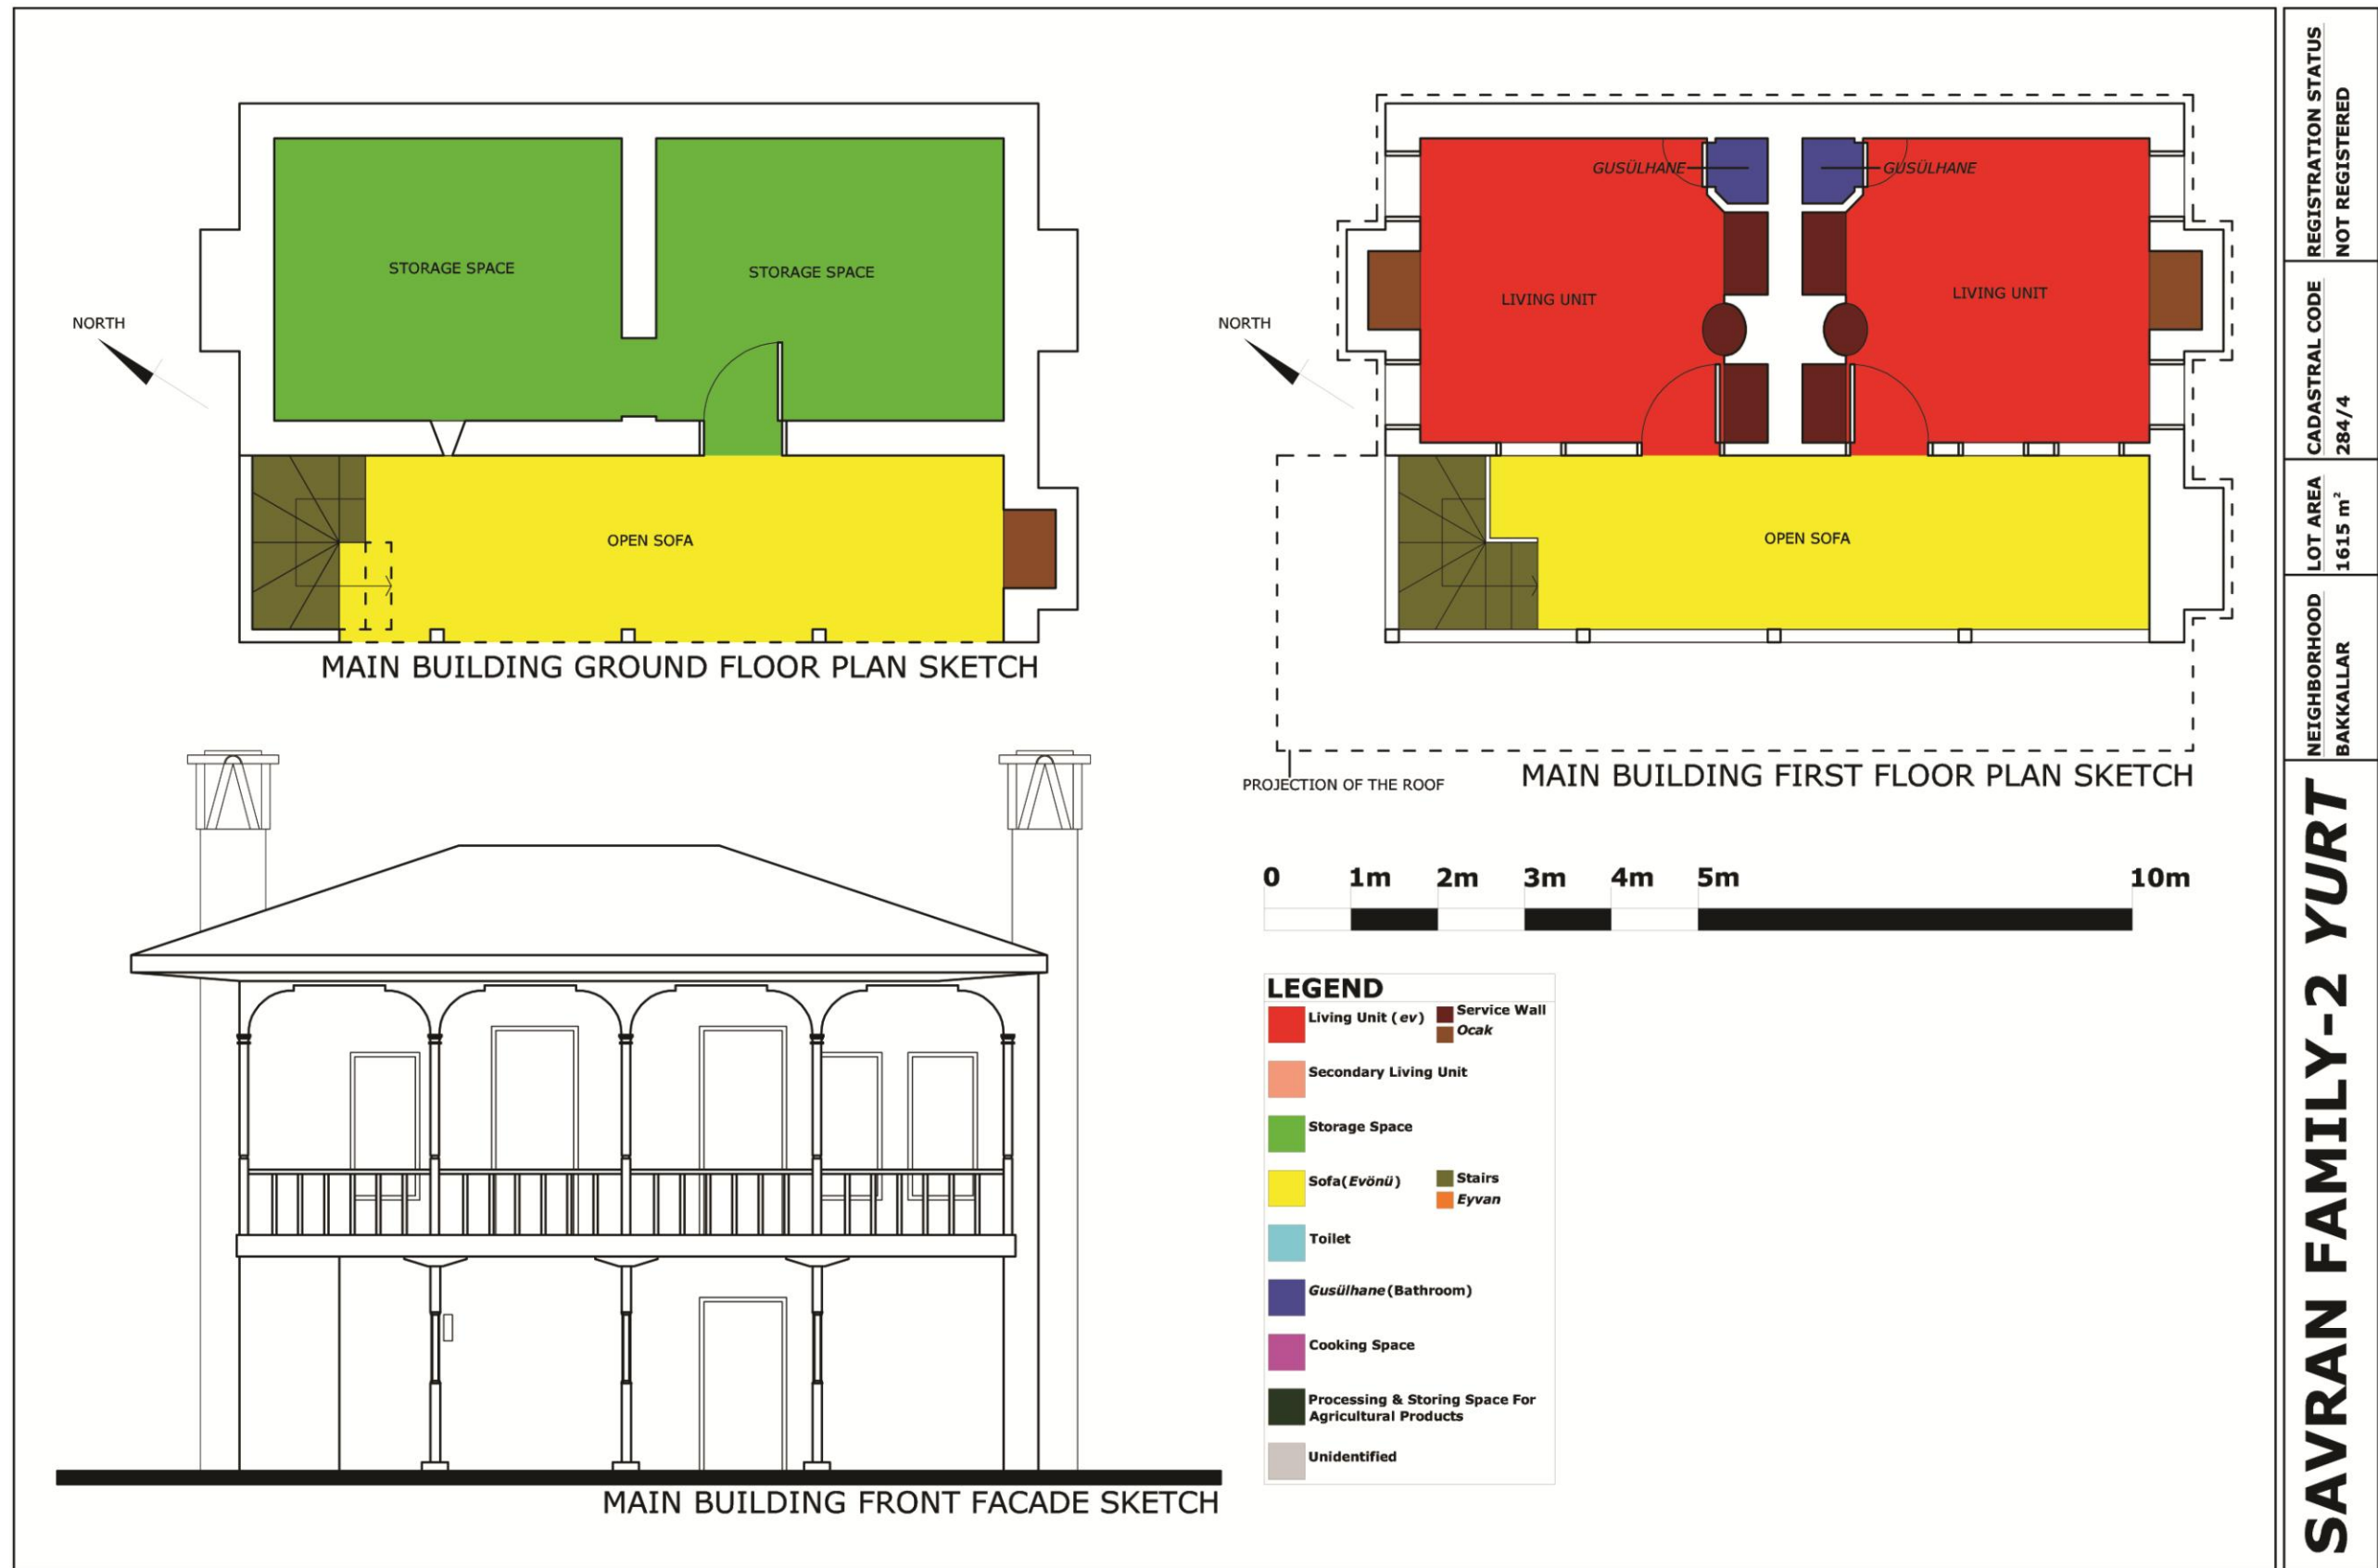 STORAGE SPACE
STORAGE SPACE
NORTH
OPEN SOFA
MAIN BUILDING GROUND FLOOR PLAN SKETCH
GUSÜLHANE
GUSÜLHANE
LIVING UNIT
LIVING UNIT
NORTH
OPEN SOFA
PROJECTION OF THE ROOF
MAIN BUILDING FIRST FLOOR PLAN SKETCH
MAIN BUILDING FRONT FACADE SKETCH
0 1m 2m 3m 4m 5m 10m
LEGEND
Living Unit (ev)
Service Wall
Ocak
Secondary Living Unit
Storage Space
Sofa(Evönü)
Stairs
Eyvan
Toilet
Gusülhane(Bathroom)
Cooking Space
Processing & Storing Space For
Agricultural Products
Unidentified
REGISTRATION STATUS
NOT REGISTERED
CADASTRAL CODE
284/4
LOT AREA
1615 m²
NEIGHBORHOOD
BAKKALLAR
SAVRAN FAMILY-2 YURT